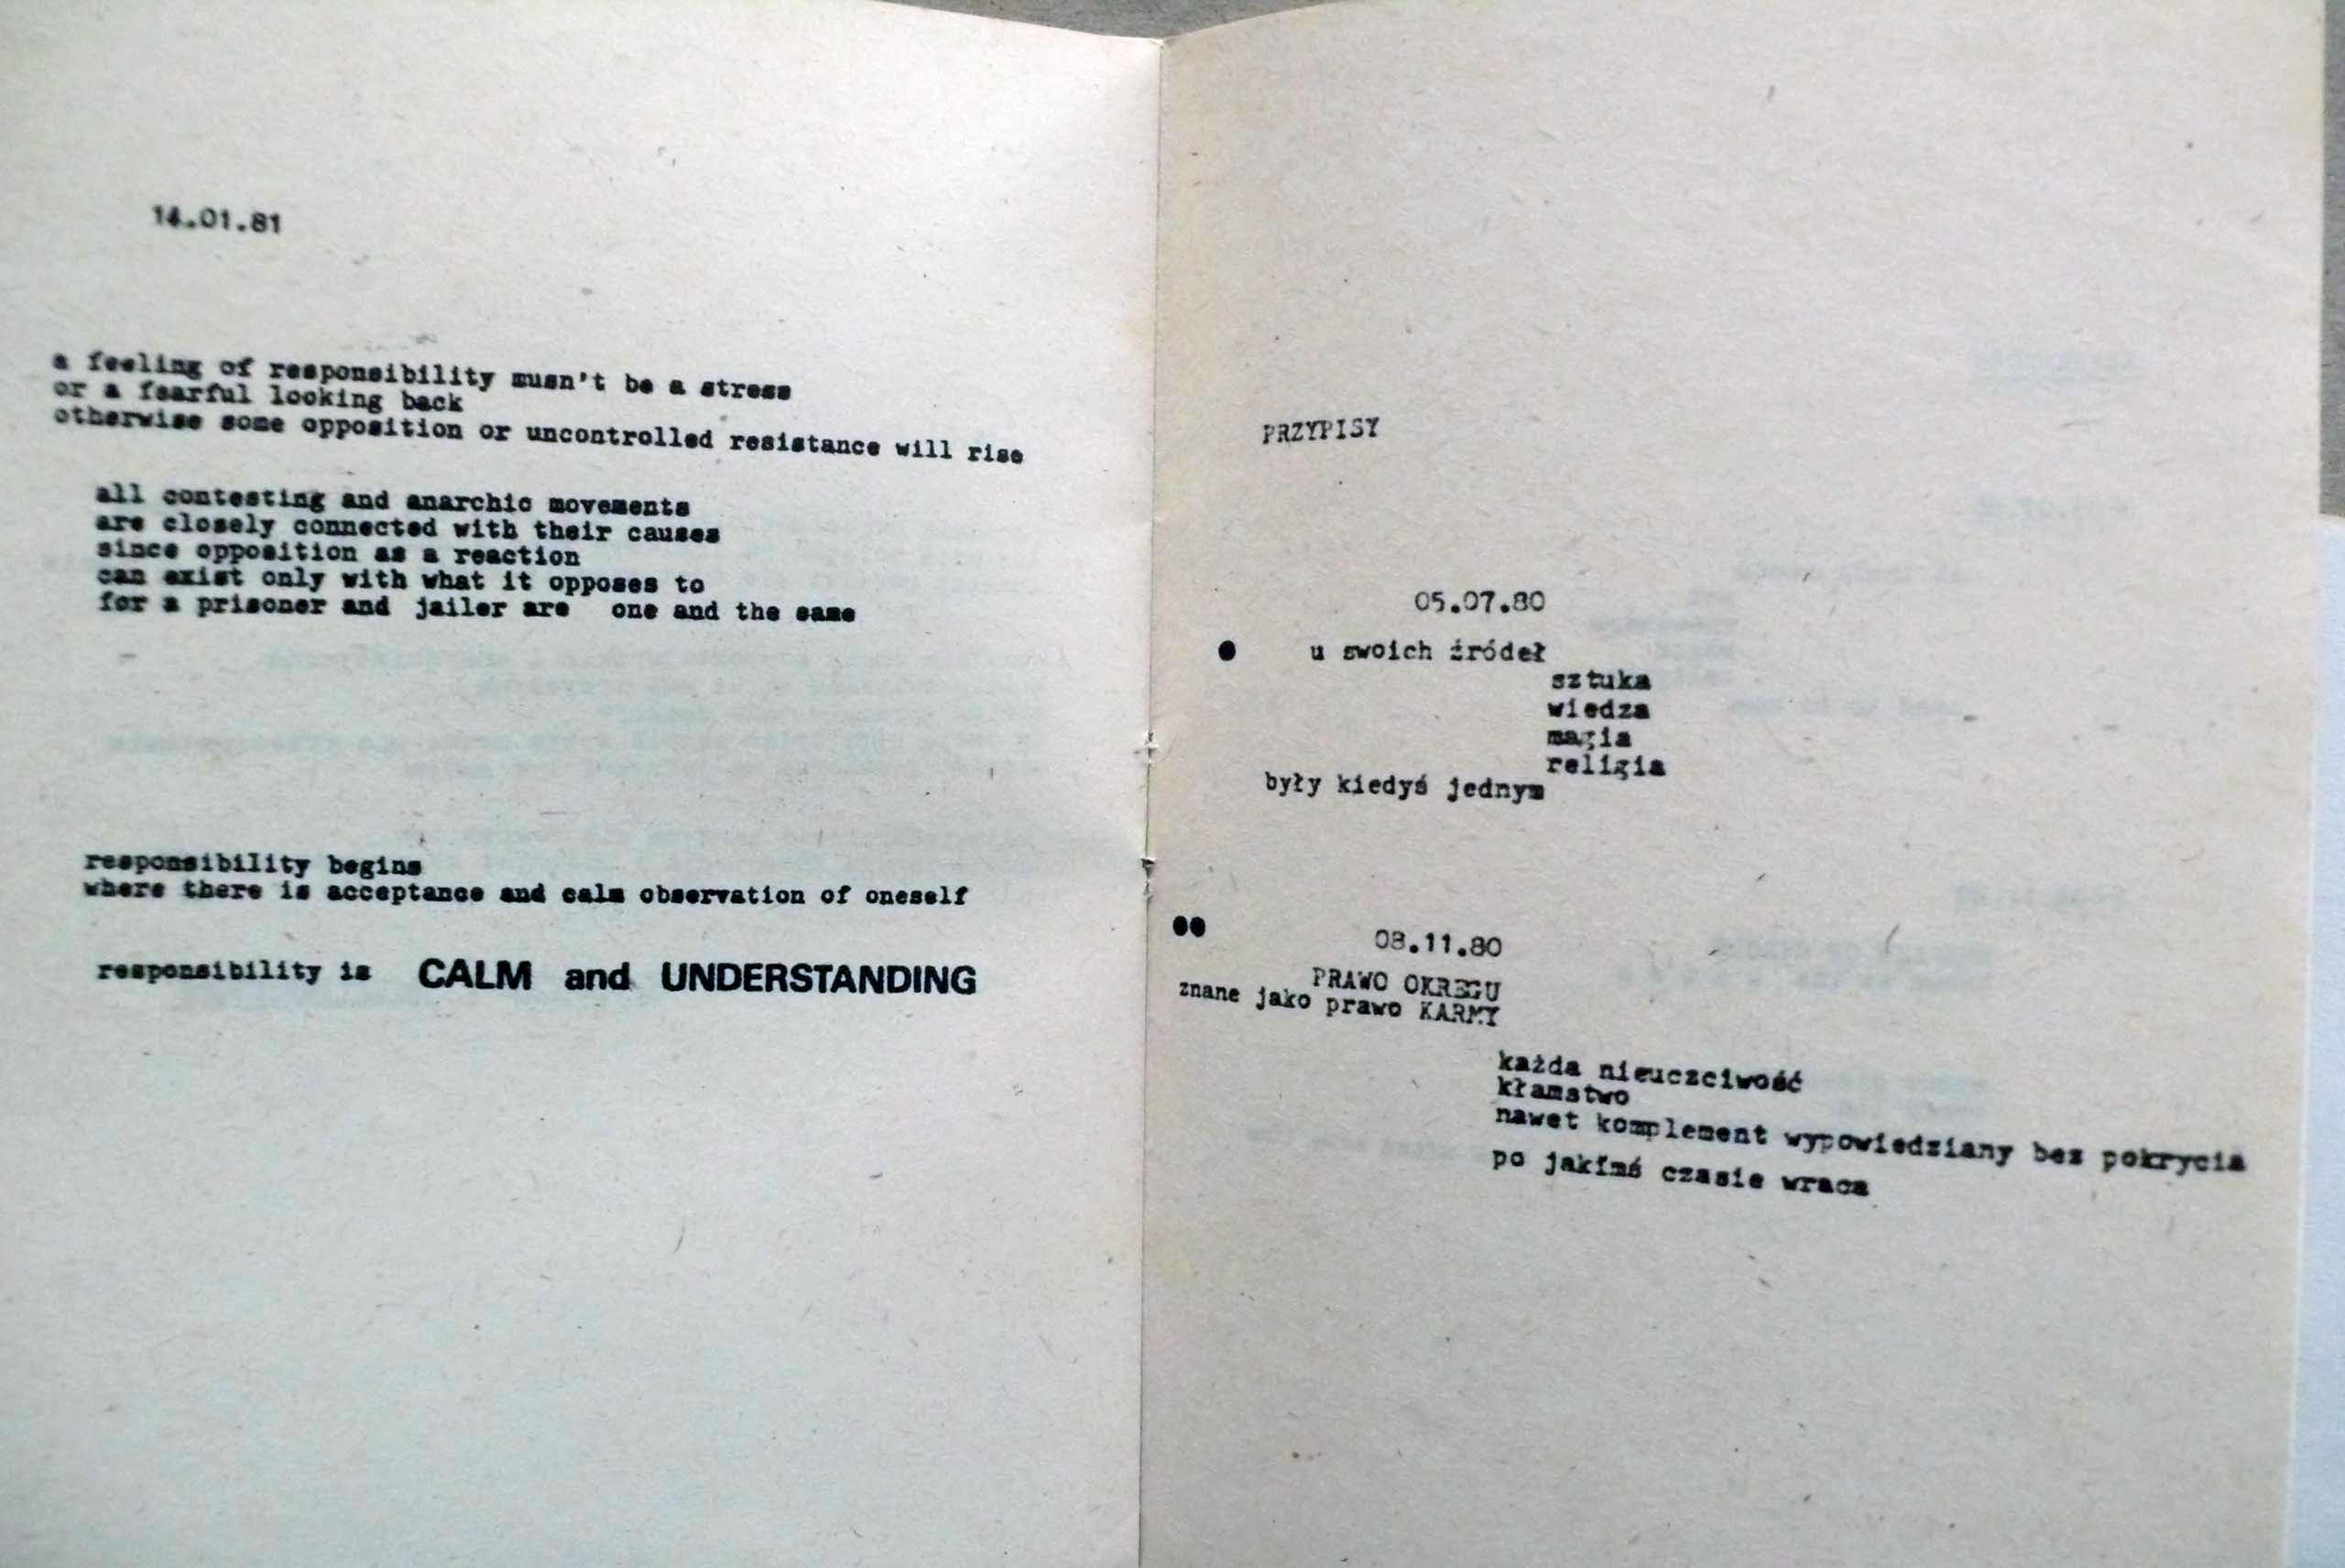 14.01.81
a feeling of responsibility musn't be a stress
or a fearful looking back
otherwise some opposition or uncontrolled resistance will rise
all contesting and anarchic movements
are closely connected with their causes
since opposition as a reaction
can exist only with what it opposes to
for a prisoner and jailer are one and the same
responsibility begins
where there is acceptance and calm observation of oneself
responsibility is CALM and UNDERSTANDING
PRZYPISY
05.07.80
● u swoich źródeł
sztuka
wiedza
magia
religia
były kiedyś jednym
●● 08.11.80
PRAWO OKRĘGU
znane jako prawo KARMY
każda nieuczciwość
kłamstwo
nawet komplement wypowiedziany bez pokrycia
po jakimś czasie wraca